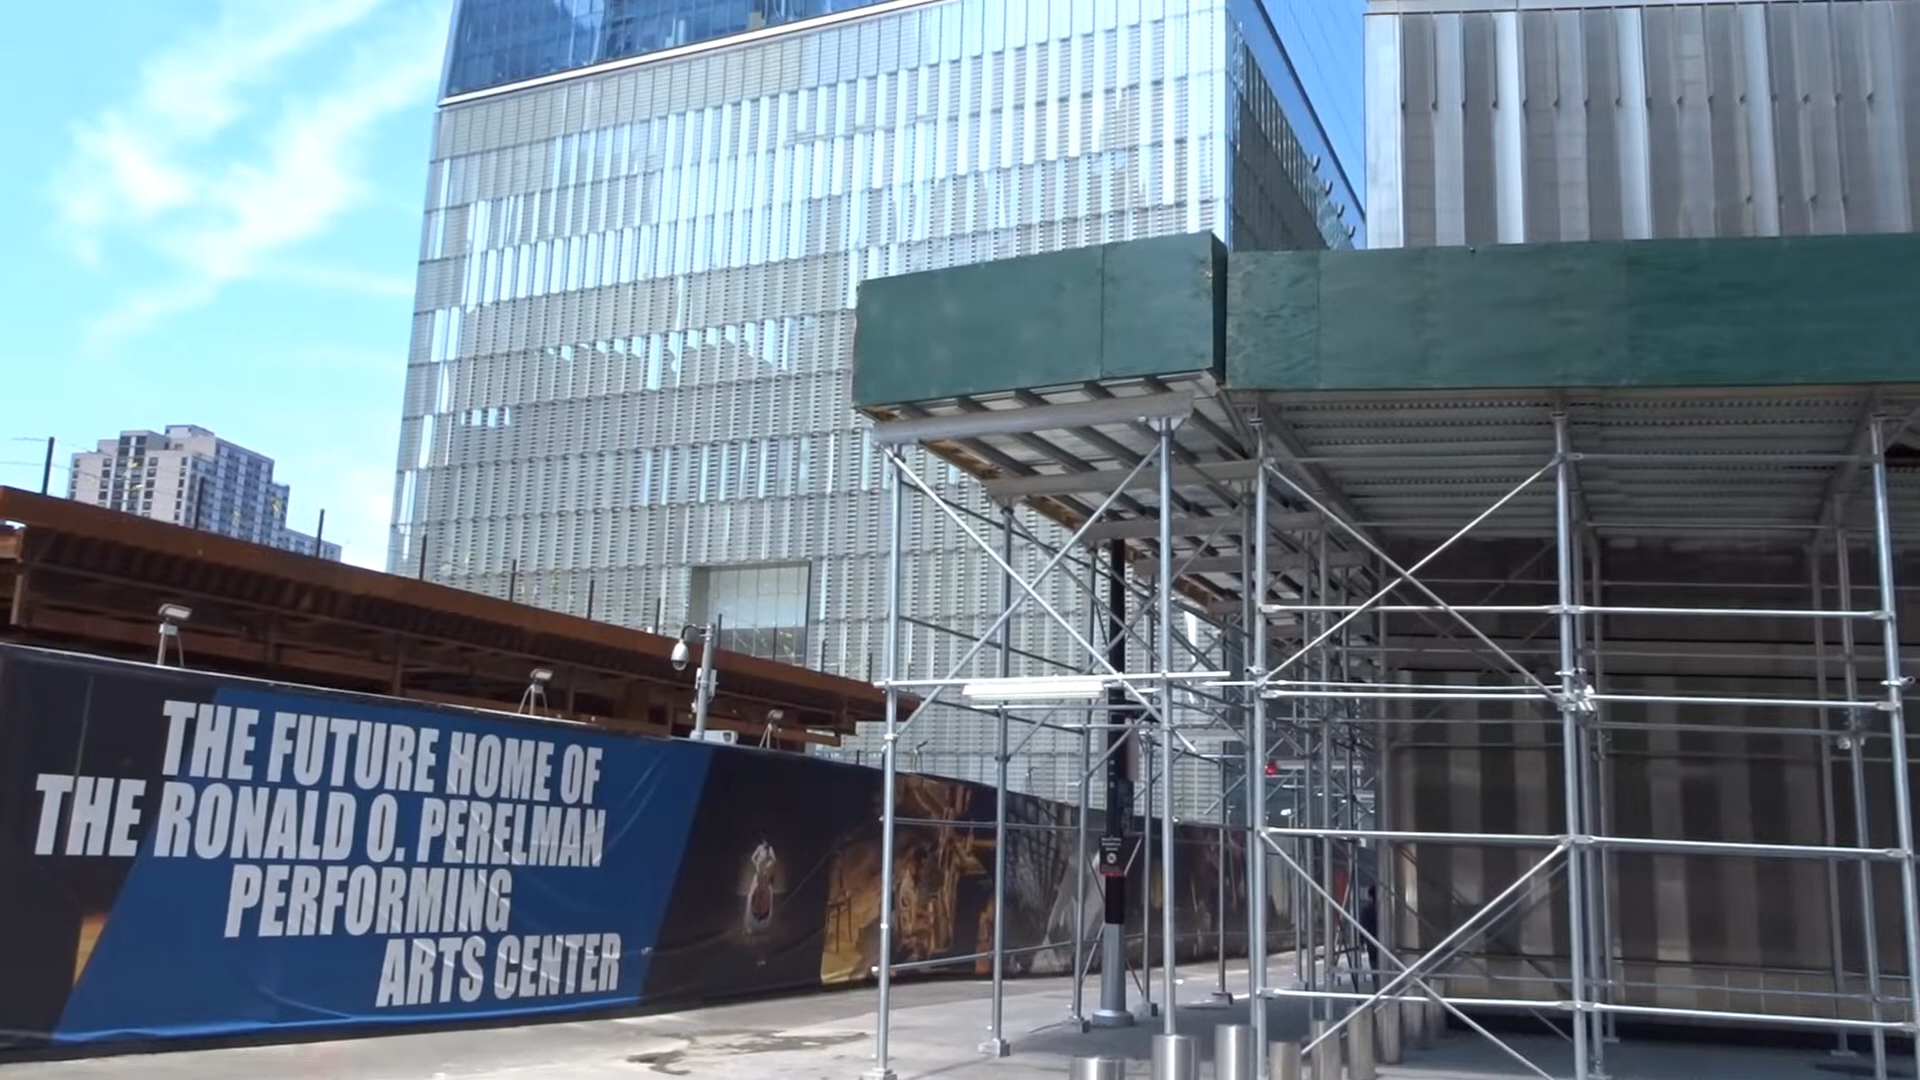 THE FUTURE HOME OF
THE RONALD O. PERELMAN
PERFORMING
ARTS CENTER